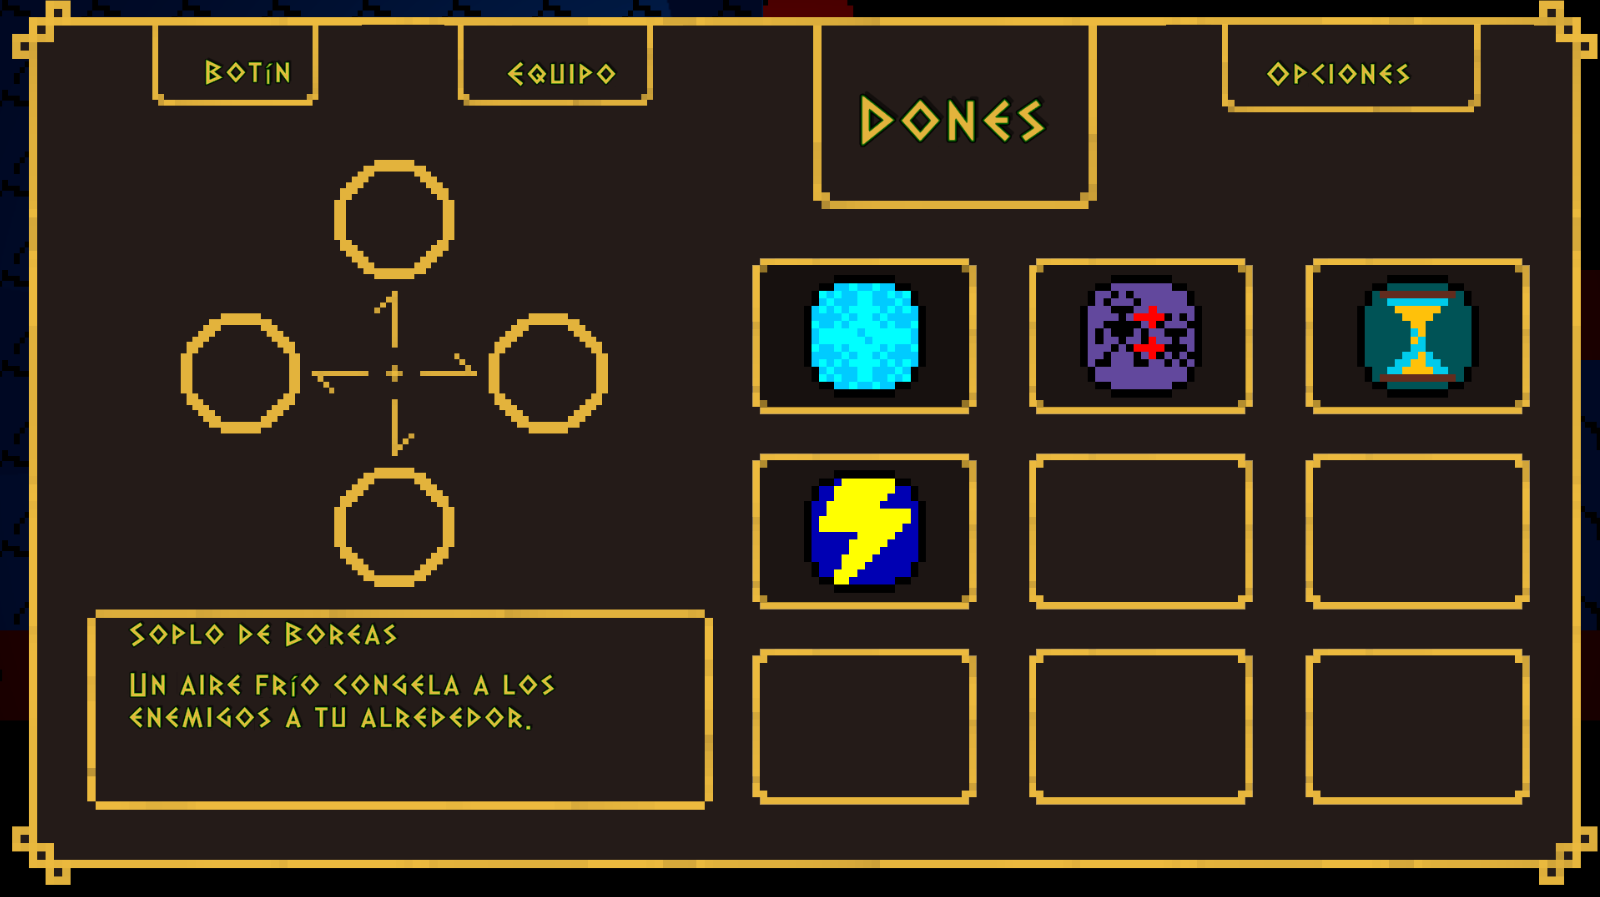 Botín
Equipo
Dones
Opciones
Soplo de Boreas
Un aire frío congela a los
enemigos a tu alrededor.